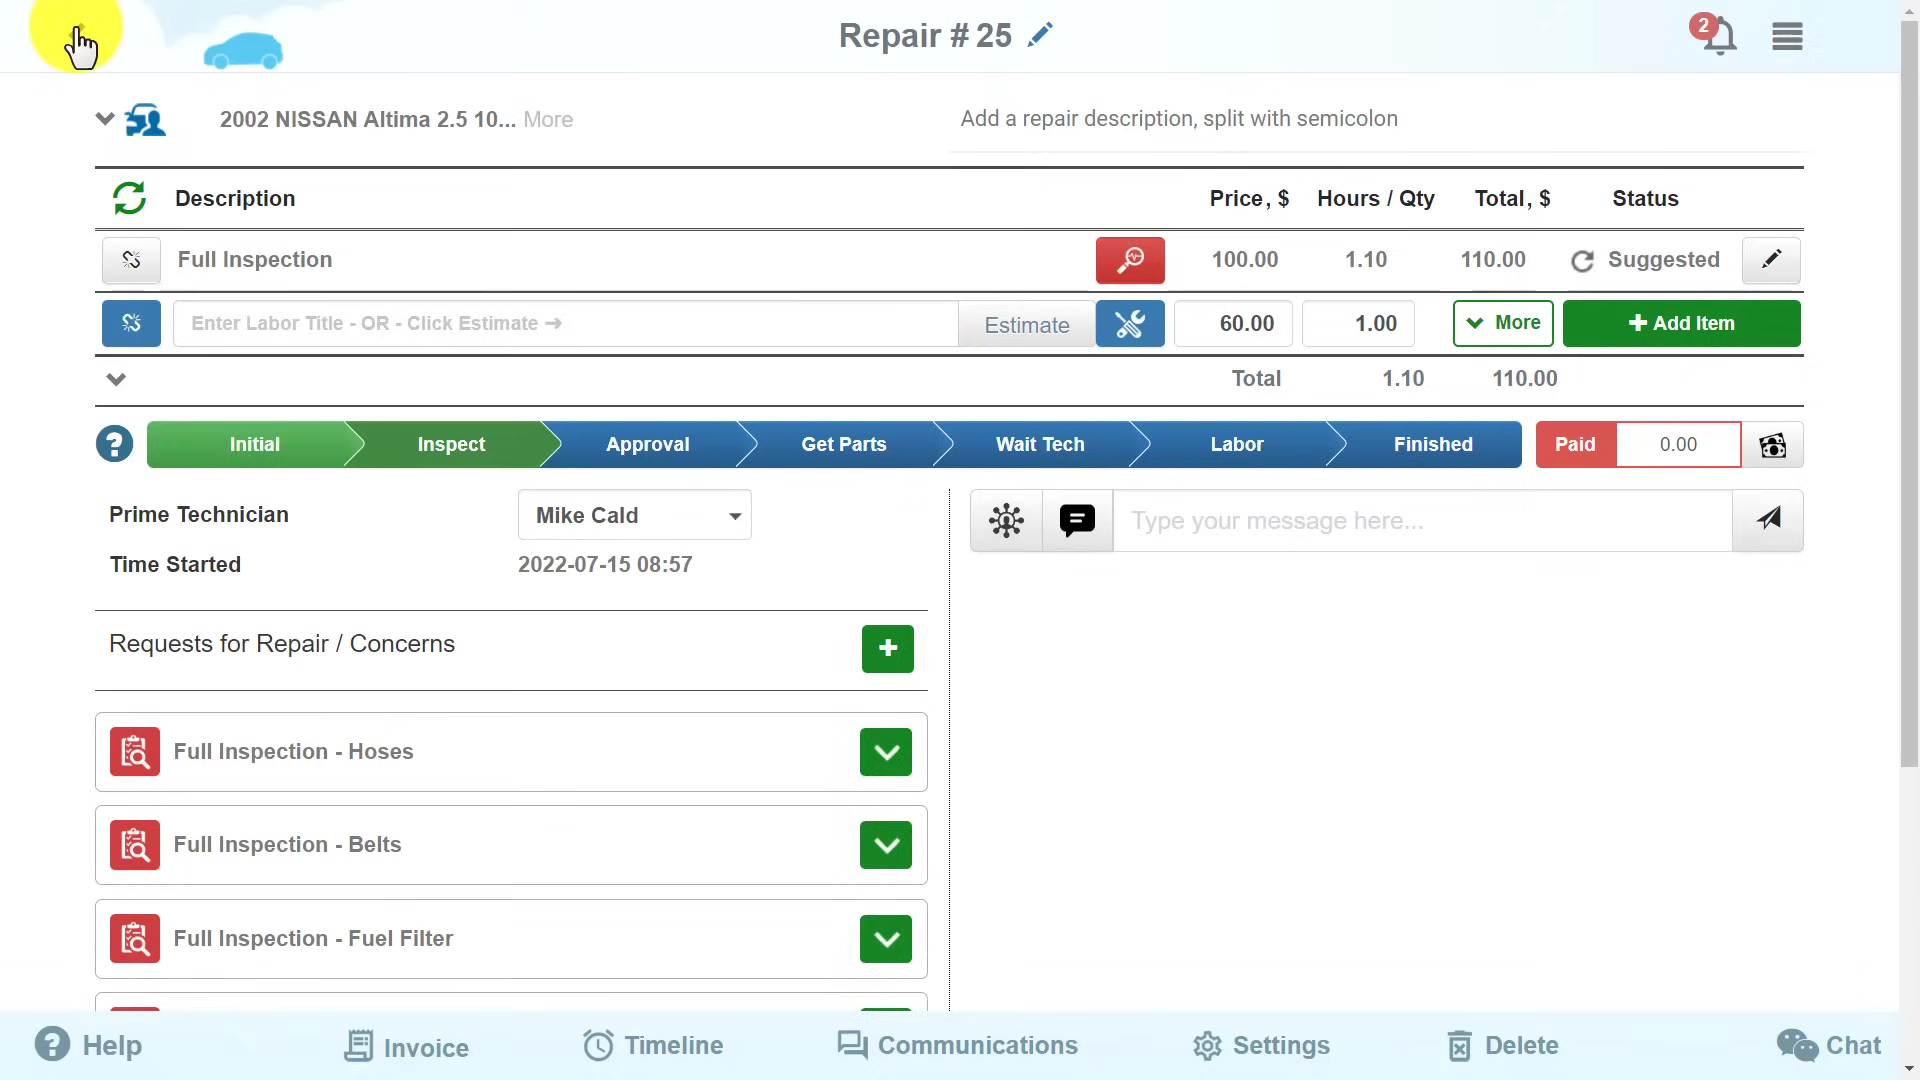 Repair # 25
2
2002 NISSAN Altima 2.5 10... More
Add a repair description, split with semicolon
Description Price, $ Hours / Qty Total, $ Status
Full Inspection 100.00 1.10 110.00 Suggested
Enter Labor Title - OR - Click Estimate ➔ Estimate 60.00 1.00 More + Add Item
Total 1.10 110.00
? Initial Inspect Approval Get Parts Wait Tech Labor Finished Paid 0.00
Prime Technician Mike Cald
Type your message here...
Time Started 2022-07-15 08:57
Requests for Repair / Concerns +
Full Inspection - Hoses
Full Inspection - Belts
Full Inspection - Fuel Filter
? Help Invoice Timeline Communications Settings Delete Chat